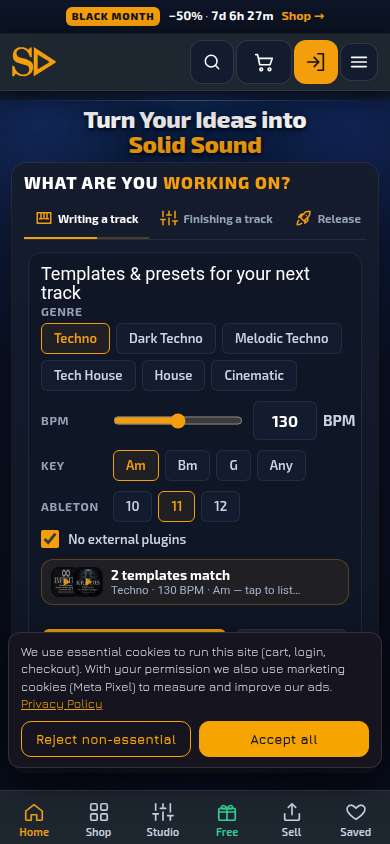 BLACK MONTH −50% · 7d 6h 27m Shop →
S
Turn Your Ideas into
Solid Sound
WHAT ARE YOU WORKING ON?
Writing a track Finishing a track Release
Templates & presets for your next
track
GENRE
Techno Dark Techno Melodic Techno
Tech House House Cinematic
BPM 130 BPM
KEY Am Bm G Any
ABLETON 10 11 12
No external plugins
2 templates match
Techno · 130 BPM · Am — tap to list…
We use essential cookies to run this site (cart, login,
checkout). With your permission we also use marketing
cookies (Meta Pixel) to measure and improve our ads.
Privacy Policy
Reject non-essential Accept all
Home Shop Studio Free Sell Saved